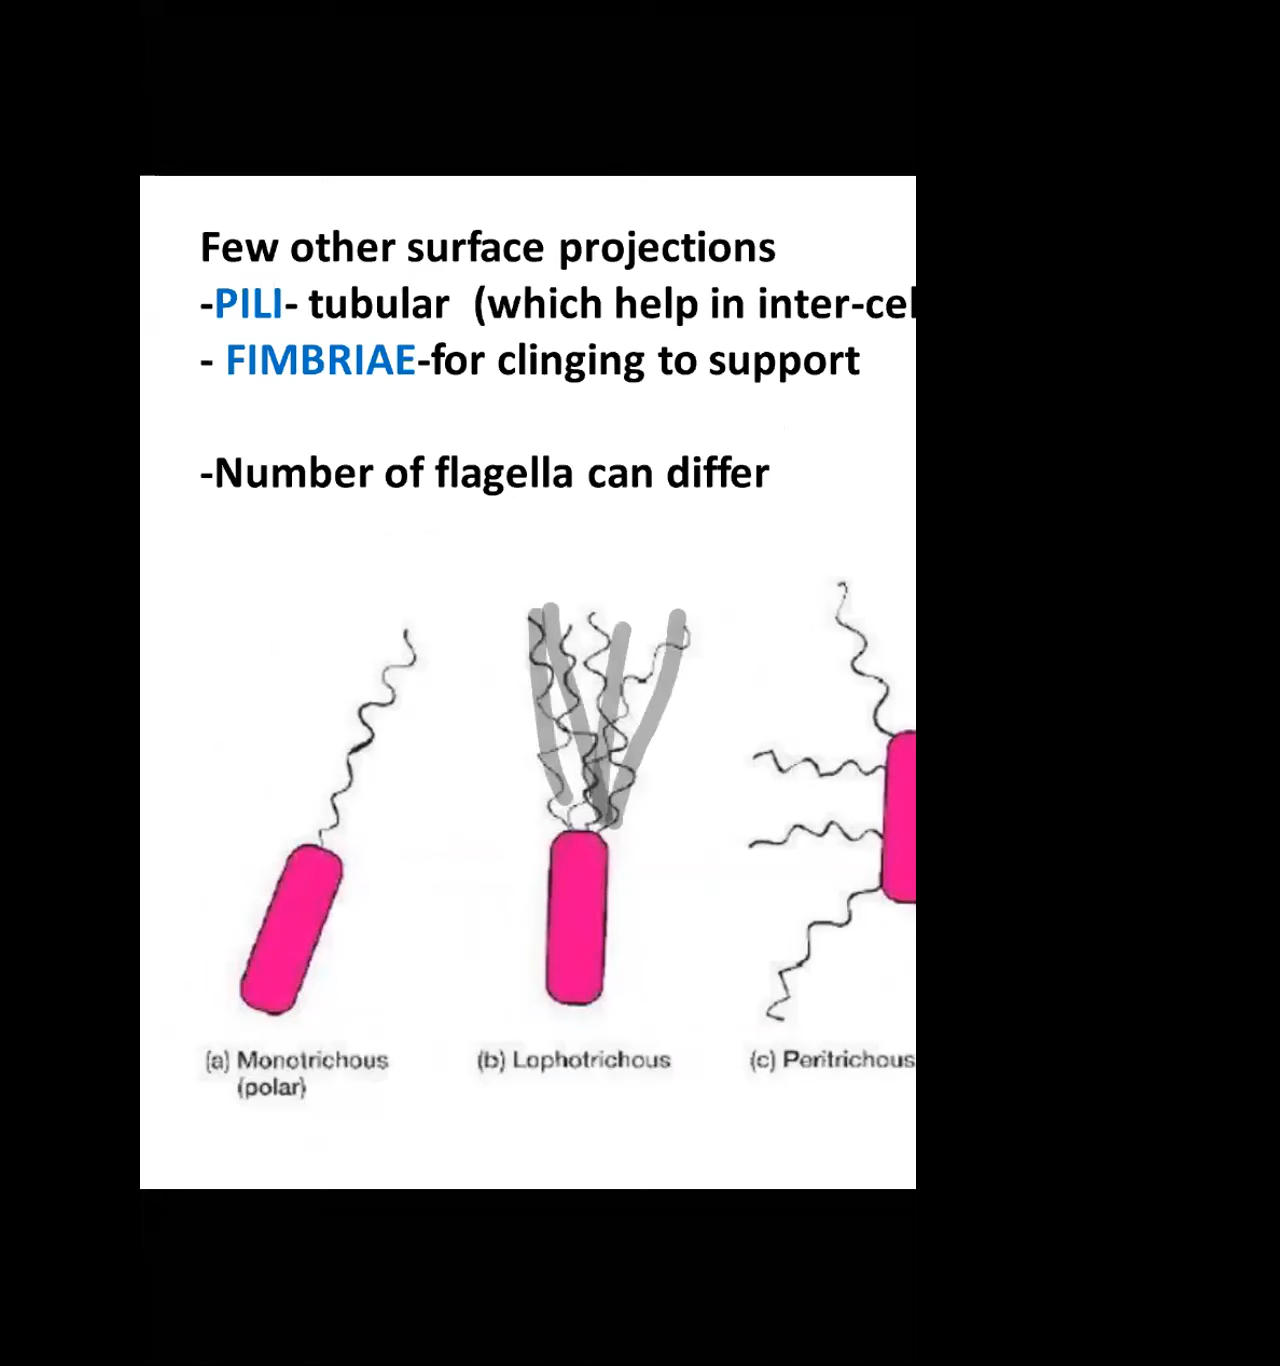 Few other surface projections
-PILI- tubular (which help in inter-cel
- FIMBRIAE-for clinging to support
-Number of flagella can differ
(a) Monotrichous
(polar)
(b) Lophotrichous
(c) Peritrichous